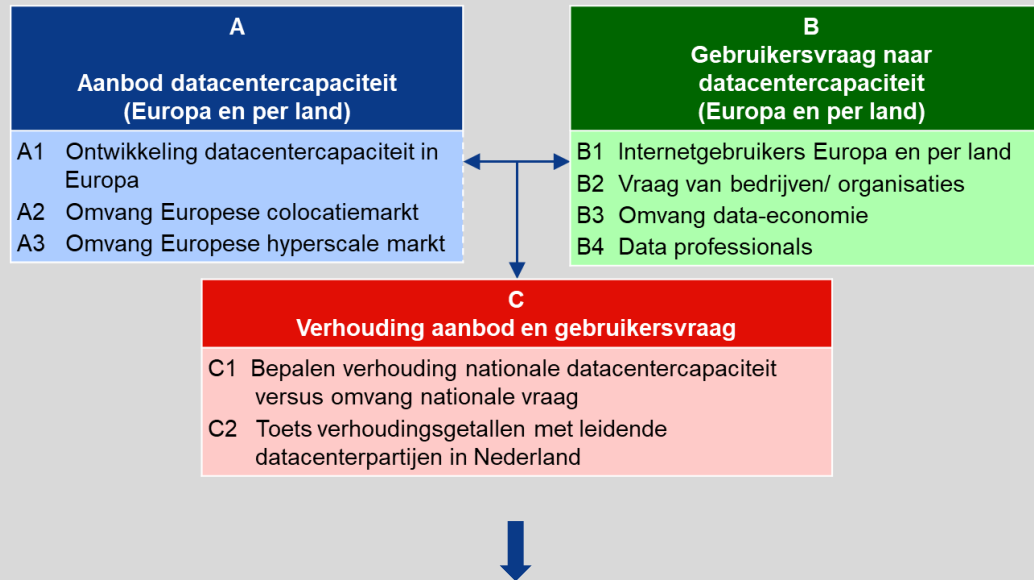 A
Aanbod datacentercapaciteit
(Europa en per land)
A1 Ontwikkeling datacentercapaciteit in
Europa
A2 Omvang Europese colocatiemarkt
A3 Omvang Europese hyperscale markt
B
Gebruikersvraag naar
datacentercapaciteit
(Europa en per land)
B1 Internetgebruikers Europa en per land
B2 Vraag van bedrijven/ organisaties
B3 Omvang data-economie
B4 Data professionals
C
Verhouding aanbod en gebruikersvraag
C1 Bepalen verhouding nationale datacentercapaciteit
versus omvang nationale vraag
C2 Toets verhoudingsgetallen met leidende
datacenterpartijen in Nederland